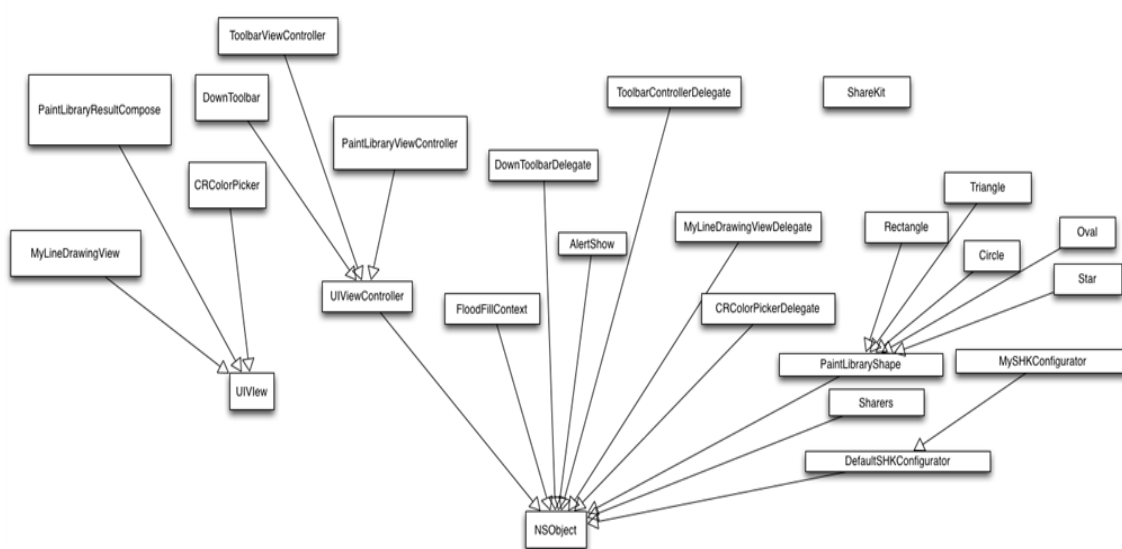 ToolbarViewController
PaintLibraryResultCompose
DownToolbar
ToolbarControllerDelegate
ShareKit
PaintLibraryViewController
DownToolbarDelegate
CRColorPicker
Triangle
MyLineDrawingView
AlertShow
MyLineDrawingViewDelegate
Rectangle
Oval
Circle
Star
UIViewController
FloodFillContext
CRColorPickerDelegate
PaintLibraryShape
MySHKConfigurator
UIVIew
Sharers
DefaultSHKConfigurator
NSObject